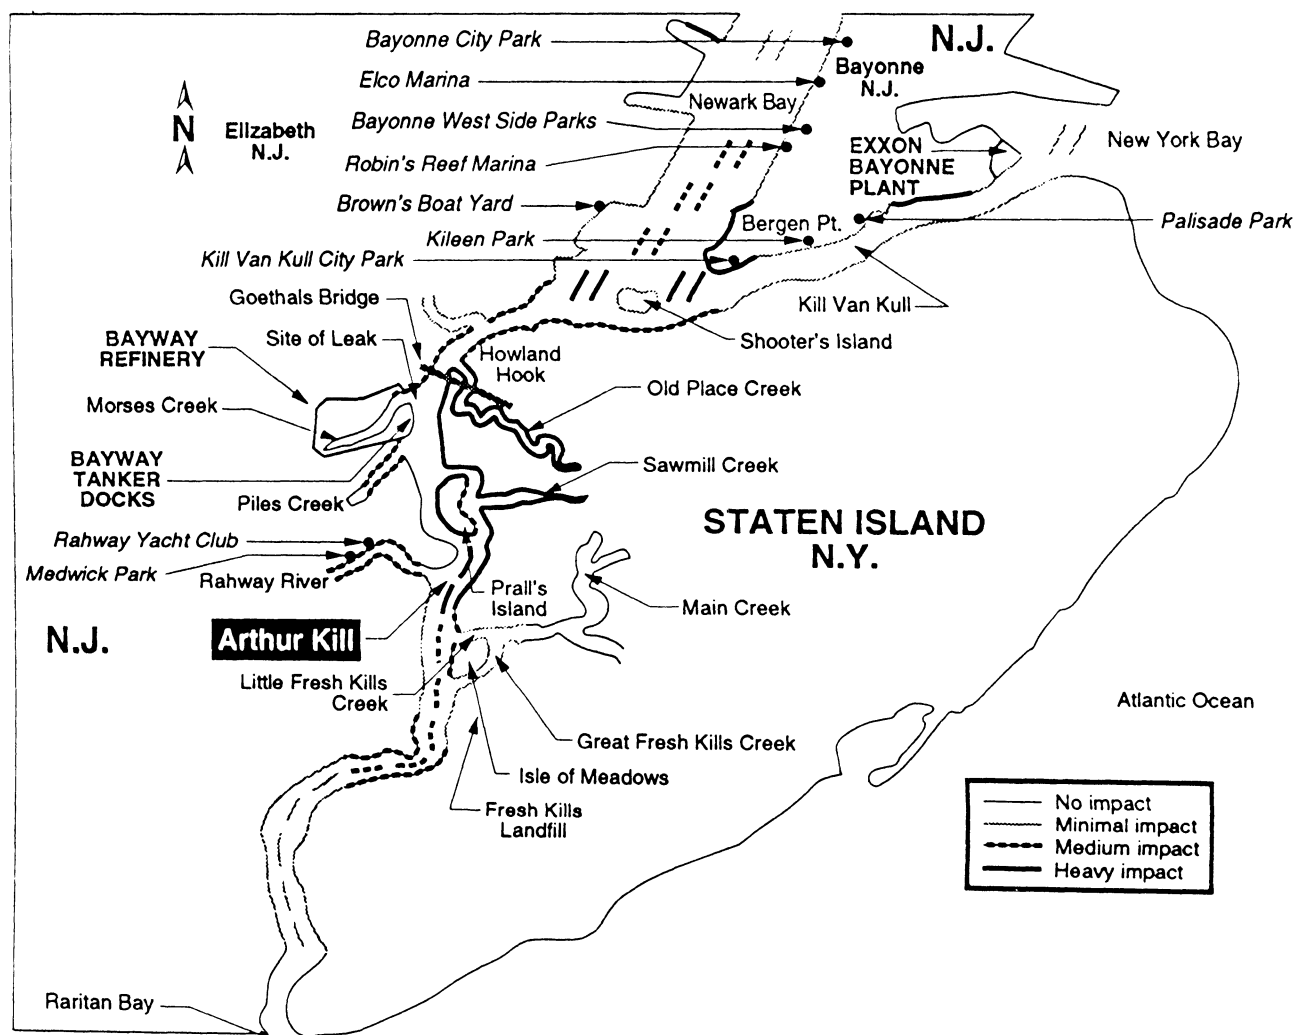 Bayonne City Park
N.J.
Elco Marina
Bayonne
N.J.
Newark Bay
N
Elizabeth
N.J.
Bayonne West Side Parks
Robin's Reef Marina
EXXON
BAYONNE
PLANT
New York Bay
Brown's Boat Yard
Bergen Pt.
Palisade Park
Kileen Park
Kill Van Kull City Park
Goethals Bridge
Kill Van Kull
BAYWAY
REFINERY
Site of Leak
Shooter's Island
Howland
Hook
Old Place Creek
Morses Creek
BAYWAY
TANKER
DOCKS
Sawmill Creek
Piles Creek
STATEN ISLAND
N.Y.
Rahway Yacht Club
Medwick Park
Rahway River
Prall's
Island
Main Creek
N.J.
Arthur Kill
Little Fresh Kills
Creek
Atlantic Ocean
Great Fresh Kills Creek
Isle of Meadows
Fresh Kills
Landfill
No impact
Minimal impact
Medium impact
Heavy impact
Raritan Bay